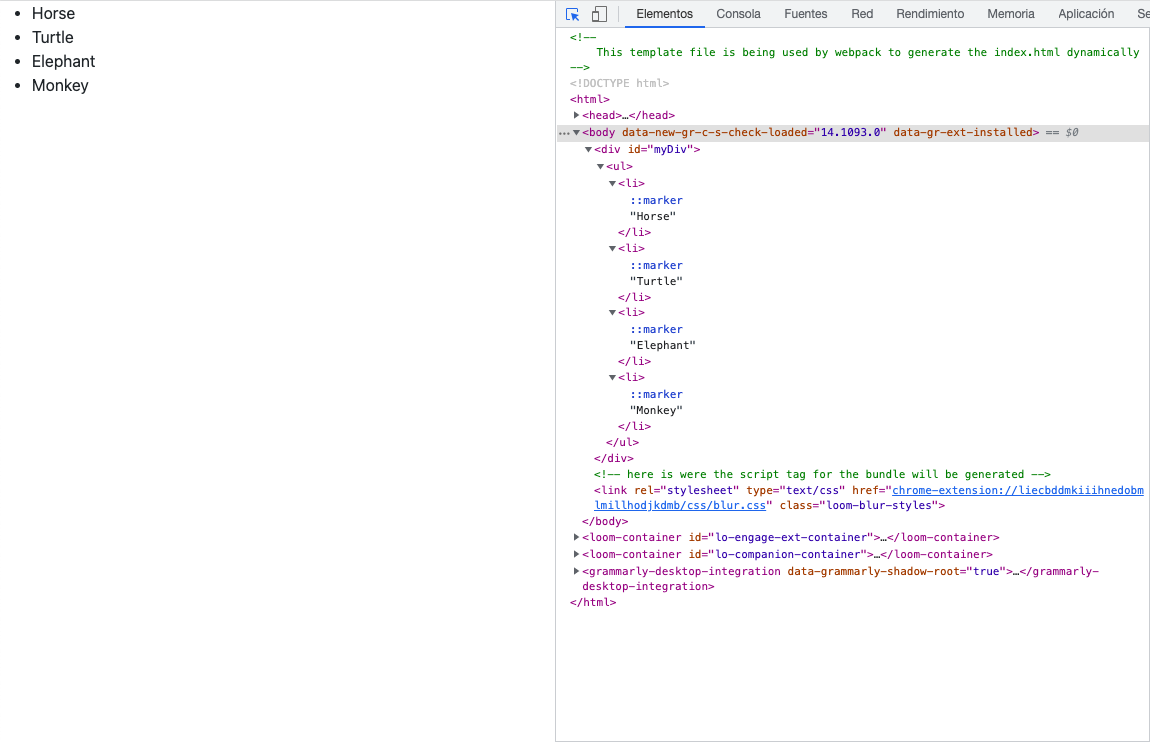 Horse
Turtle
Elephant
Monkey
Elementos Consola Fuentes Red Rendimiento Memoria Aplicación Se
<!--
This template file is being used by webpack to generate the index.html dynamically
-->
<!DOCTYPE html>
<html>
<head>…</head>
<body data-new-gr-c-s-check-loaded="14.1093.0" data-gr-ext-installed> == $0
<div id="myDiv">
<ul>
<li>
::marker
"Horse"
</li>
<li>
::marker
"Turtle"
</li>
<li>
::marker
"Elephant"
</li>
<li>
::marker
"Monkey"
</li>
</ul>
</div>
<!-- here is were the script tag for the bundle will be generated -->
<link rel="stylesheet" type="text/css" href="chrome-extension://liecbddmkiiihnedobm
lmillhodjkdmb/css/blur.css" class="loom-blur-styles">
</body>
<loom-container id="lo-engage-ext-container">…</loom-container>
<loom-container id="lo-companion-container">…</loom-container>
<grammarly-desktop-integration data-grammarly-shadow-root="true">…</grammarly-
desktop-integration>
</html>